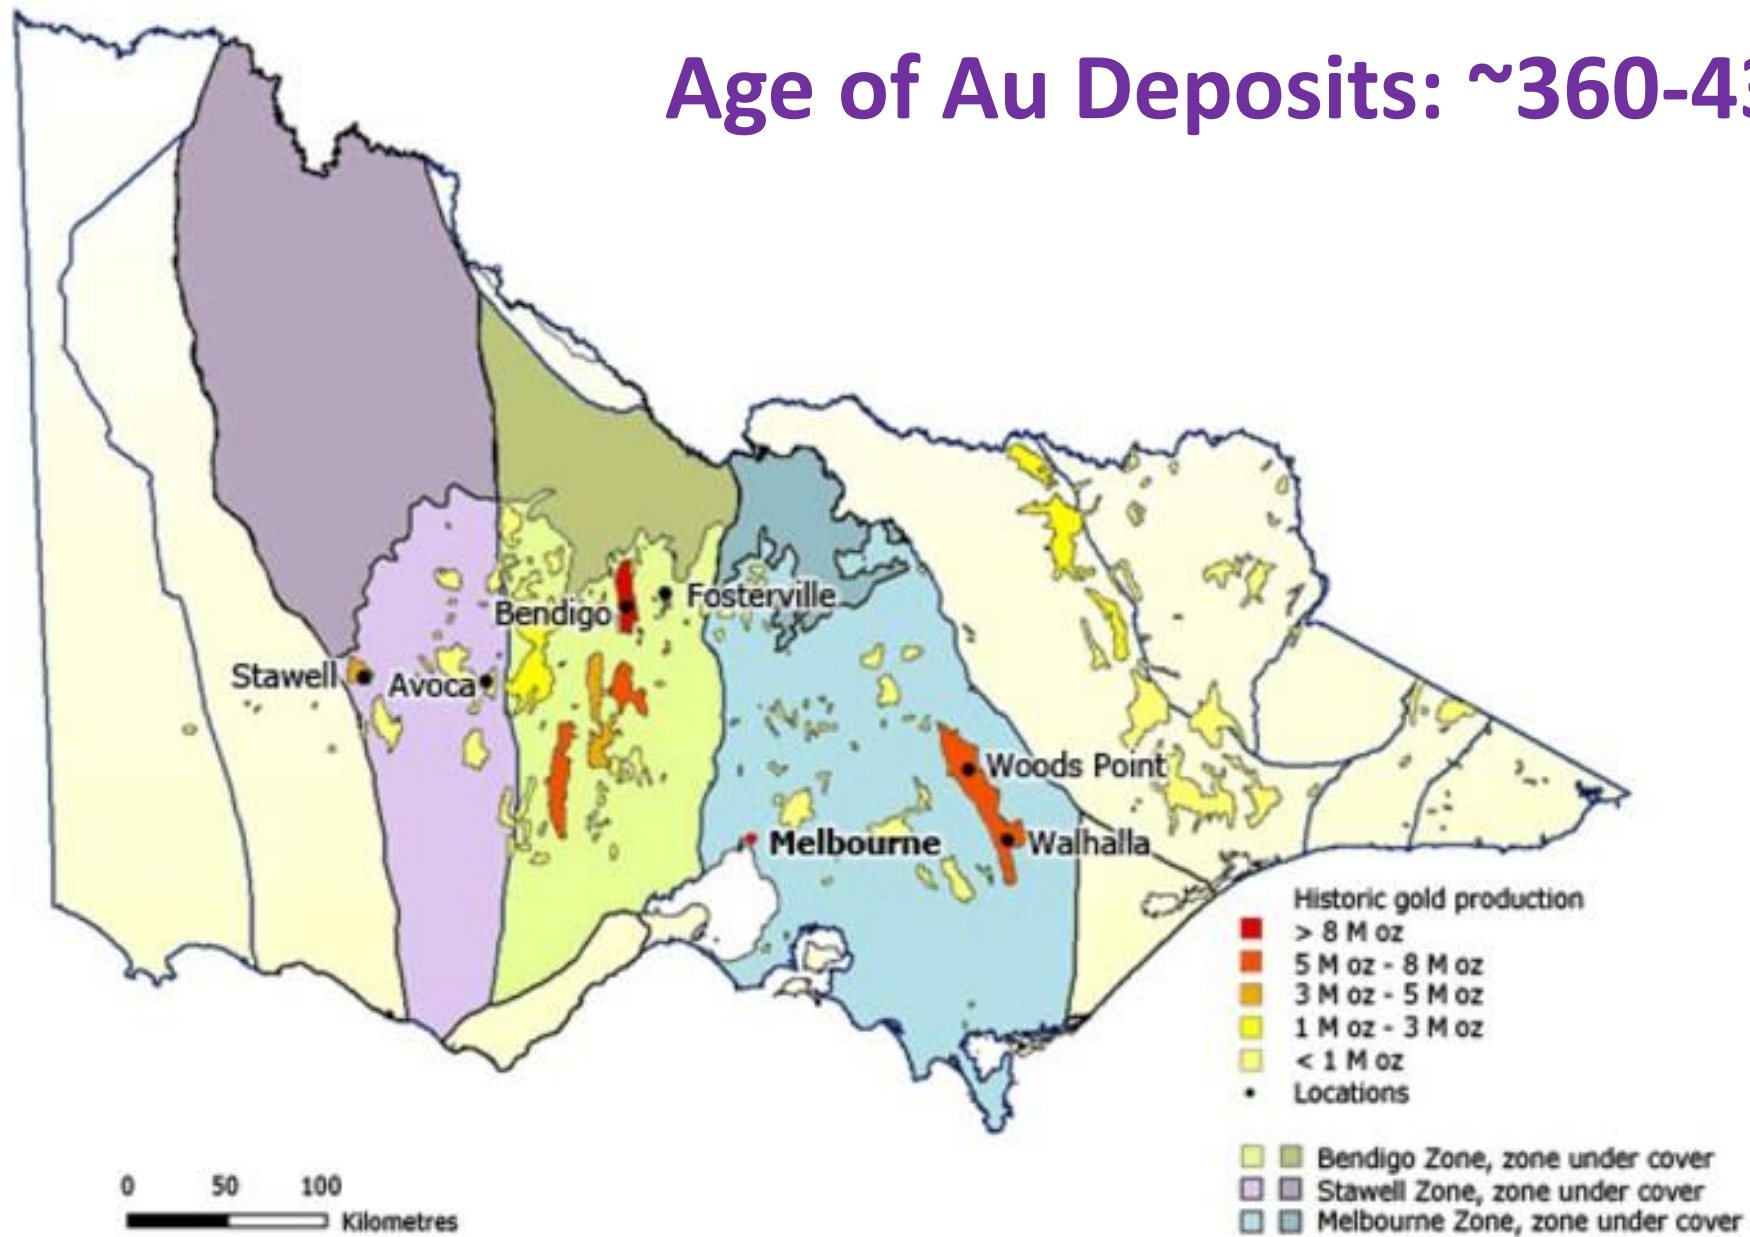 Age of Au Deposits: ~360-43
Bendigo
Fosterville
Stawell
Avoca
Woods Point
Melbourne
Walhalla
Historic gold production
> 8 M oz
5 M oz - 8 M oz
3 M oz - 5 M oz
1 M oz - 3 M oz
< 1 M oz
Locations
Bendigo Zone, zone under cover
Stawell Zone, zone under cover
Melbourne Zone, zone under cover
0 50 100
Kilometres